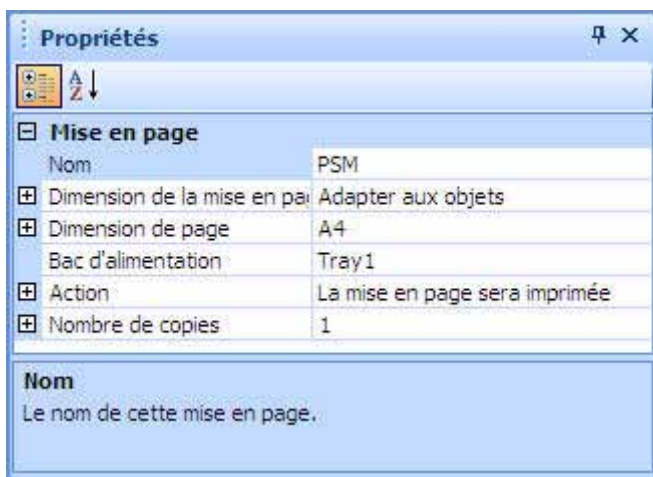 Propriétés
A
Z
Mise en page
Nom PSM
Dimension de la mise en pa Adapter aux objets
Dimension de page A4
Bac d'alimentation Tray1
Action La mise en page sera imprimée
Nombre de copies 1
Nom
Le nom de cette mise en page.